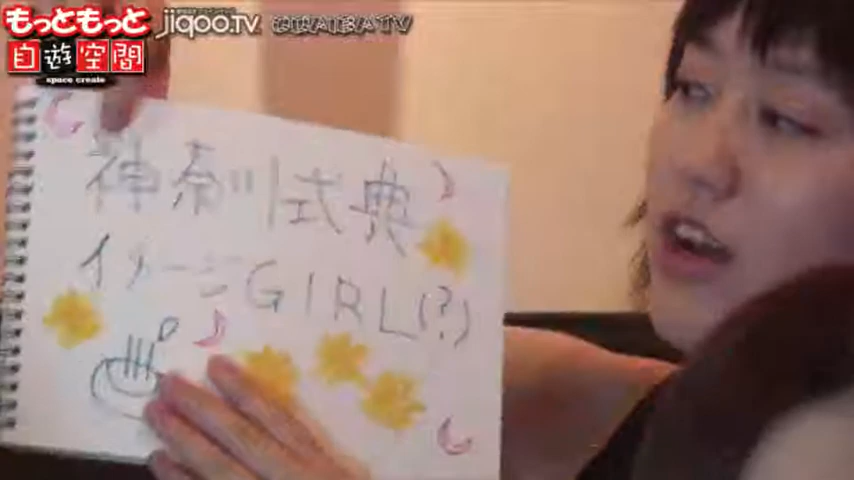 もっともっと
自遊空間
space create
jiqoo.TV
神奈川式典
イメージGIRL(?)